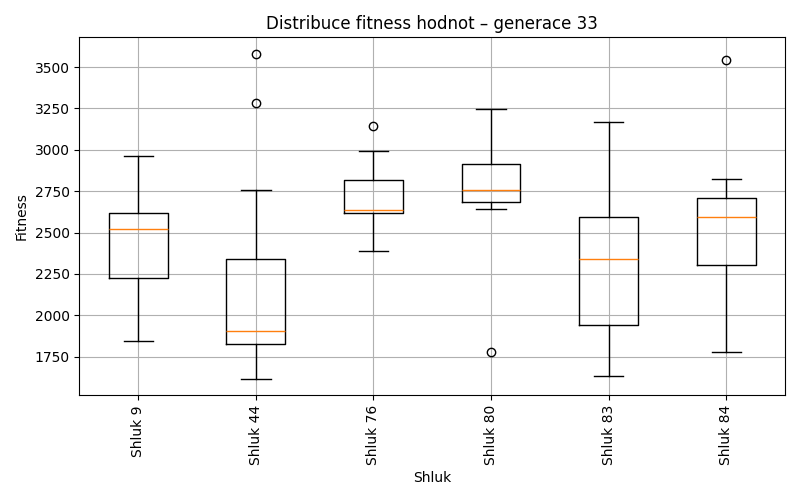 Distribuce fitness hodnot – generace 33
Fitness
3500
3250
3000
2750
2500
2250
2000
1750
Shluk 9
Shluk 44
Shluk 76
Shluk 80
Shluk 83
Shluk 84
Shluk